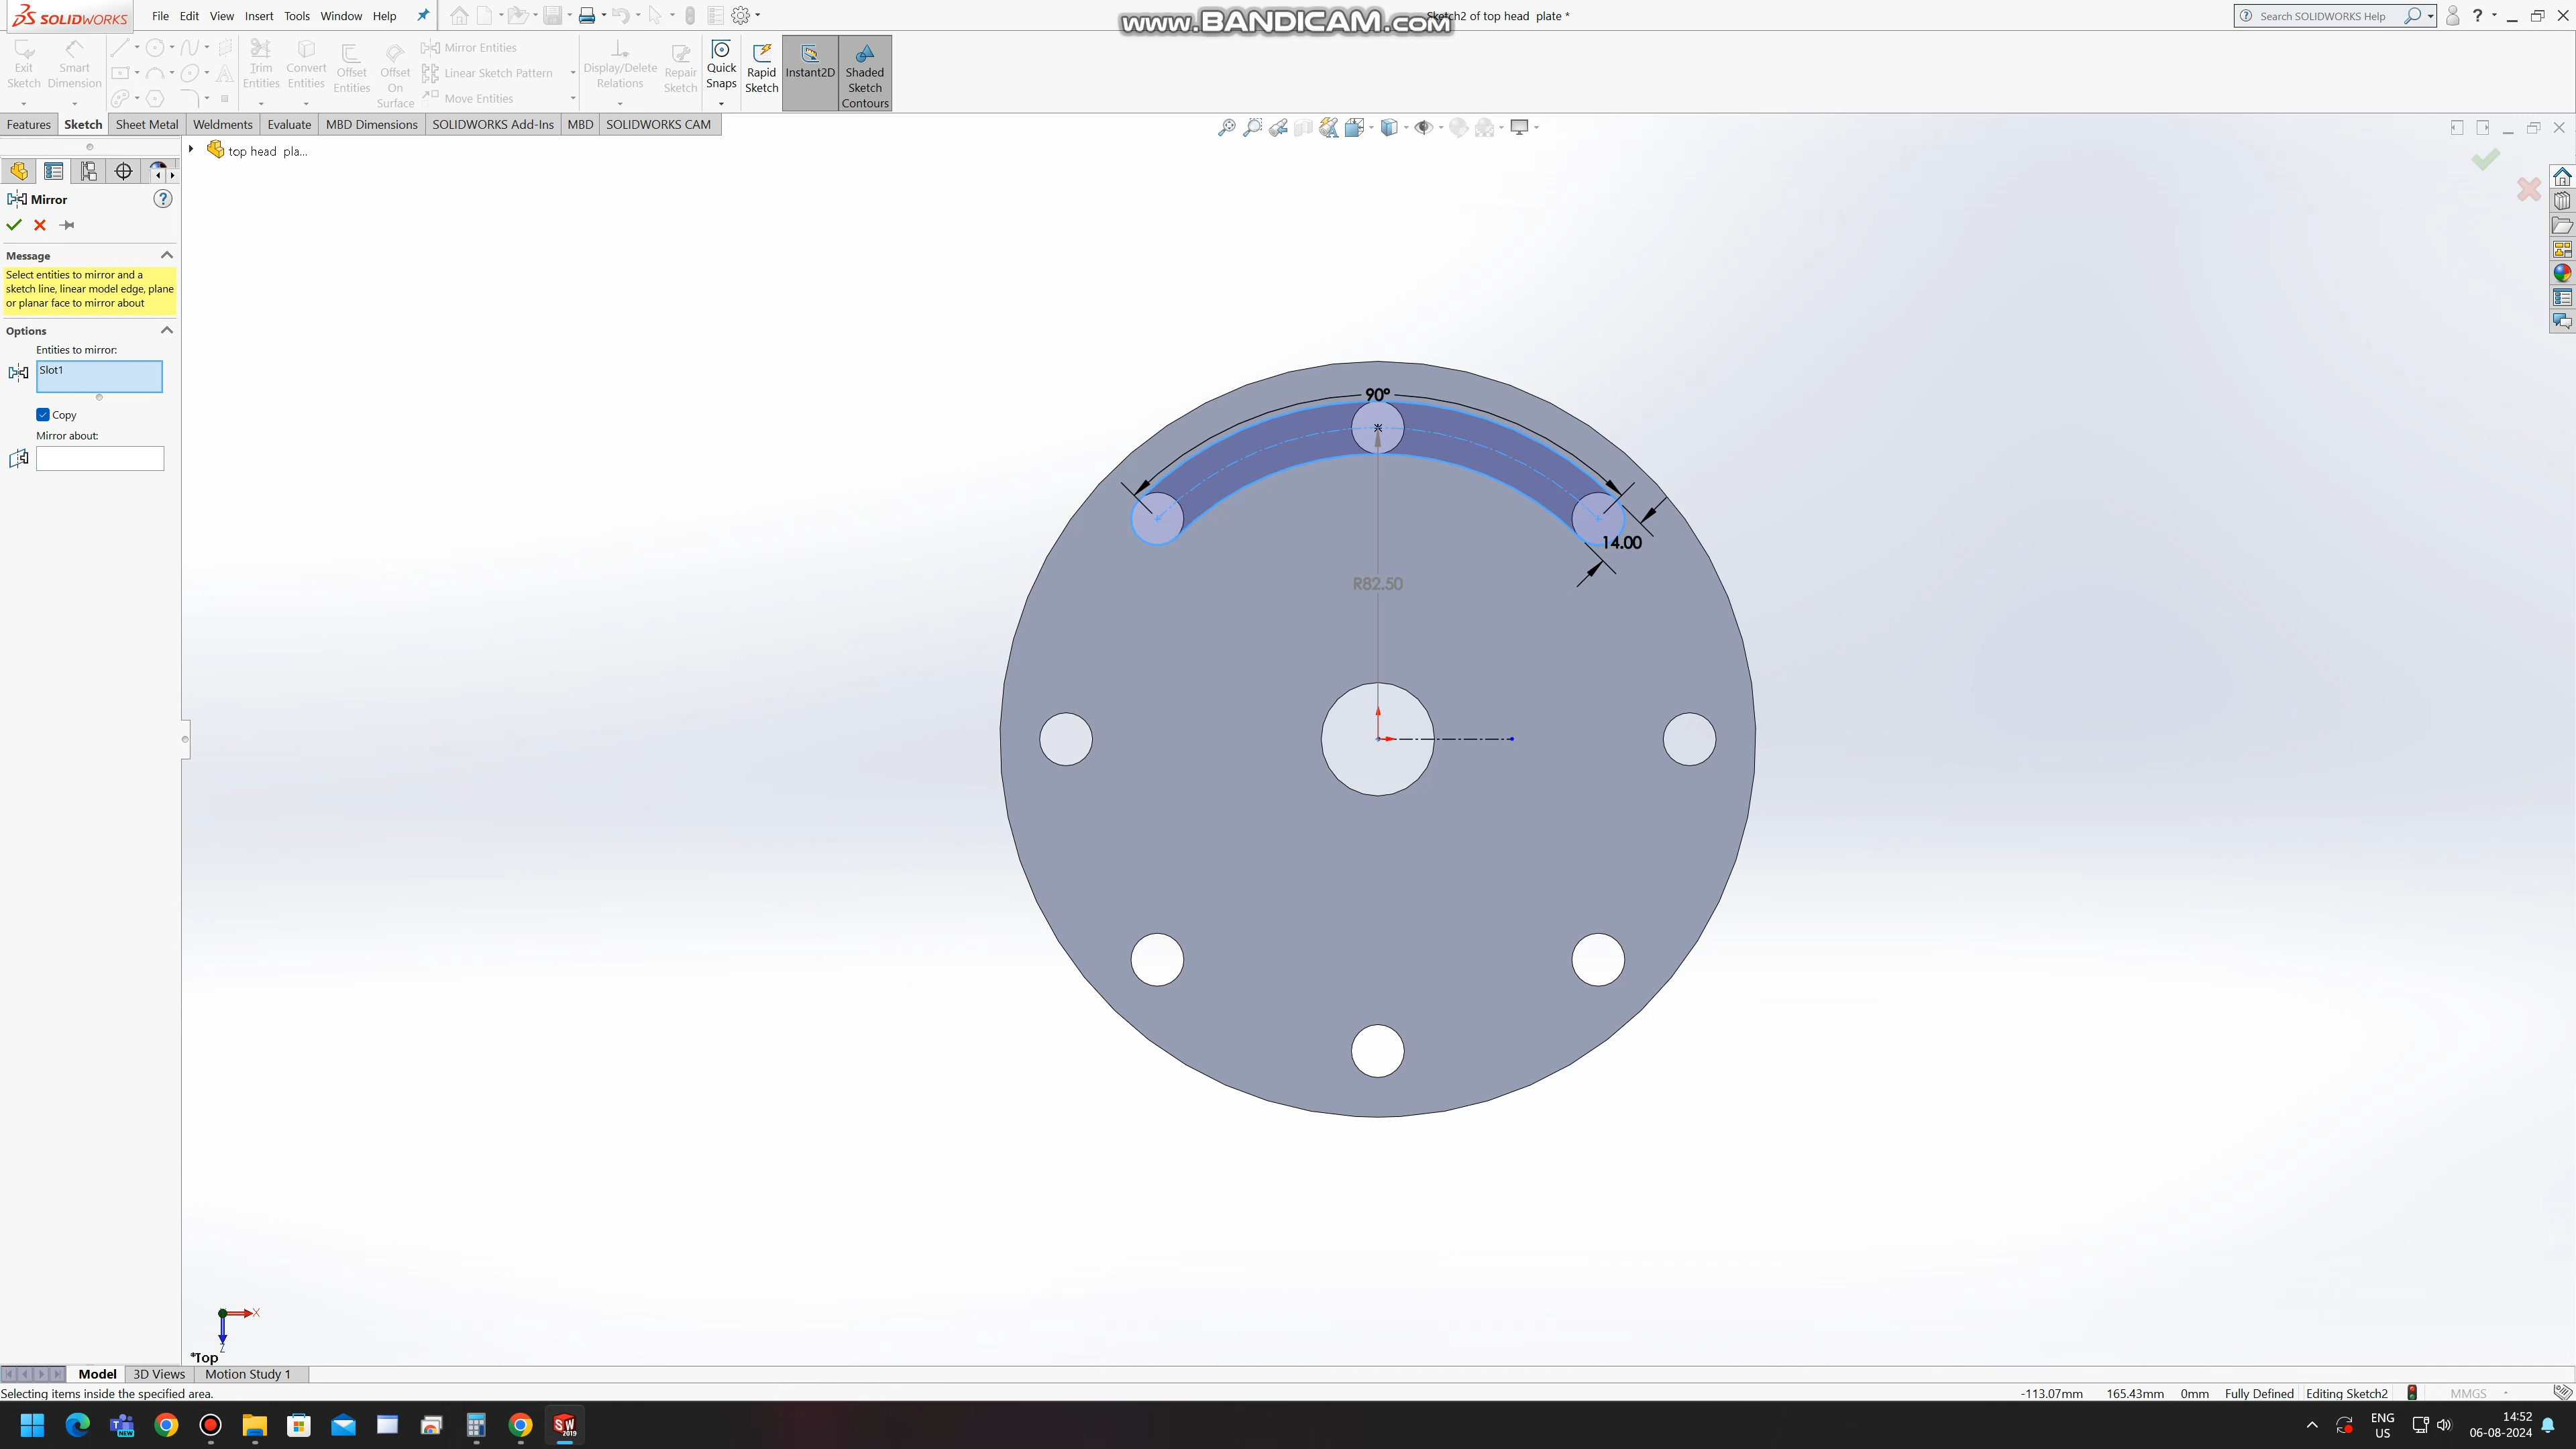 SOLIDWORKS
File Edit View Insert Tools Window Help
www.BANDICAM.com
Sketch2 of top head plate *
Search SOLIDWORKS Help
Exit Sketch
Smart Dimension
Trim Entities
Convert Entities
Offset Entities
Offset On Surface
Mirror Entities
Linear Sketch Pattern
Move Entities
Display/Delete Relations
Repair Sketch
Quick Snaps
Rapid Sketch
Instant2D
Shaded Sketch Contours
Features Sketch Sheet Metal Weldments Evaluate MBD Dimensions SOLIDWORKS Add-Ins MBD SOLIDWORKS CAM
top head pla...
Mirror
Message
Select entities to mirror and a
sketch line, linear model edge, plane
or planar face to mirror about
Options
Entities to mirror:
Slot1
Copy
Mirror about:
90°
14.00
R82.50
X
Z
*Top
Model 3D Views Motion Study 1
Selecting items inside the specified area.
-113.07mm 165.43mm 0mm Fully Defined Editing Sketch2 MMGS -
NEW
SW
2019
ENG
US
14:52
06-08-2024